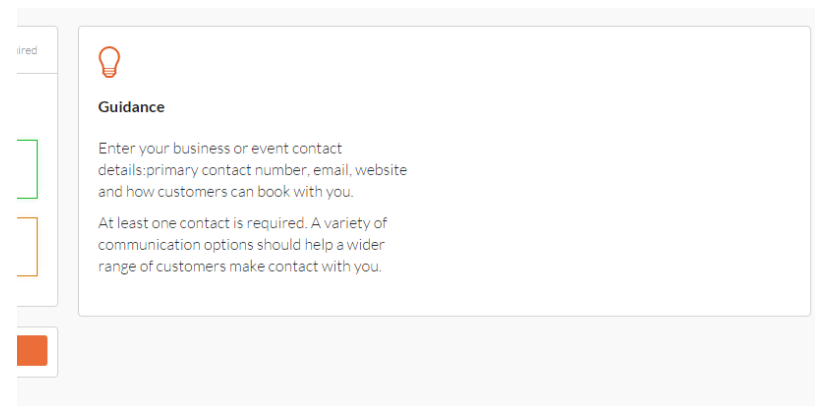 Guidance
Enter your business or event contact
details:primary contact number, email, website
and how customers can book with you.
At least one contact is required. A variety of
communication options should help a wider
range of customers make contact with you.